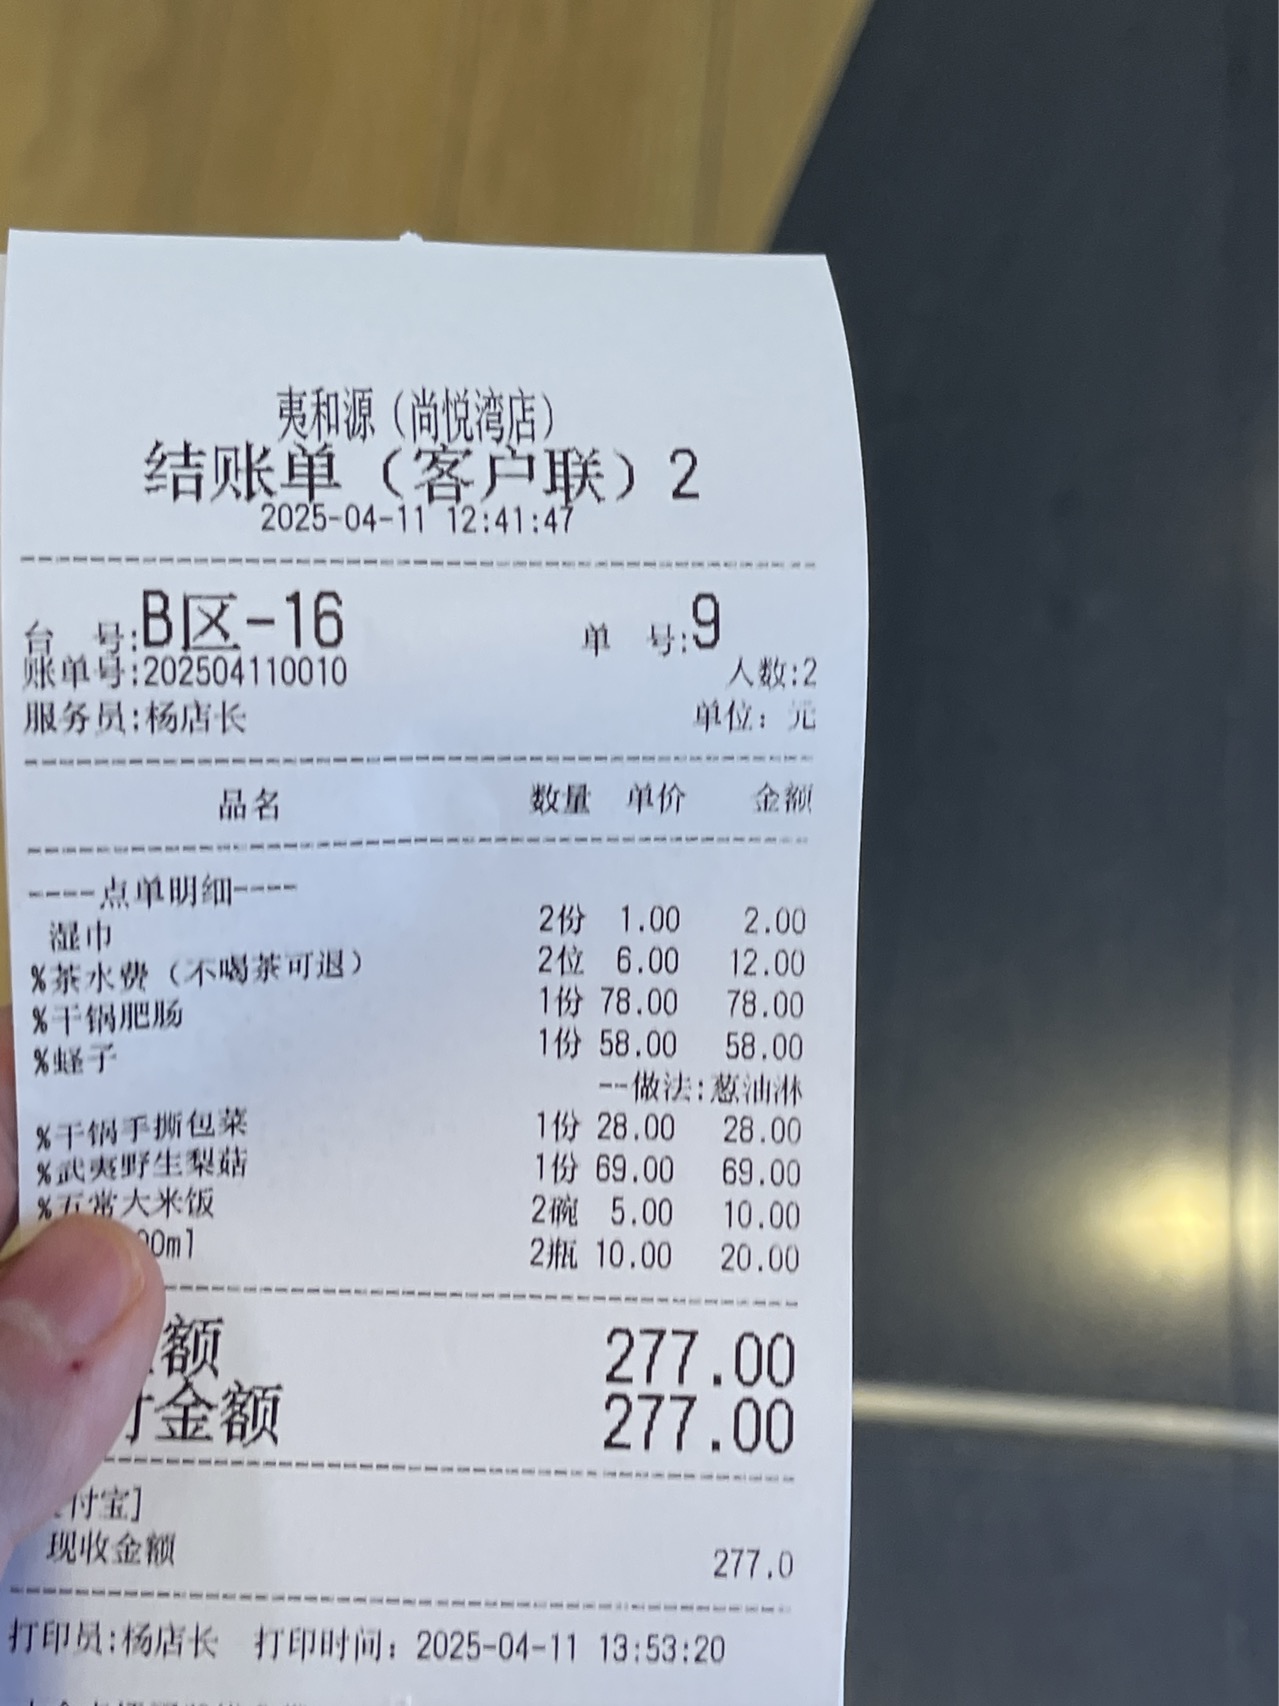 夷和源（尚悦湾店）
结账单（客户联）2
2025-04-11 12:41:47
台 号:B区-16 单 号:9
账单号:202504110010 人数:2
服务员:杨店长 单位：元
品名 数量 单价 金额
----点单明细----
湿巾 2份 1.00 2.00
%茶水费（不喝茶可退） 2位 6.00 12.00
%干锅肥肠 1份 78.00 78.00
%蛏子 1份 58.00 58.00
--做法:葱油淋
%干锅手撕包菜 1份 28.00 28.00
%武夷野生梨菇 1份 69.00 69.00
%五常大米饭 2碗 5.00 10.00
00ml 2瓶 10.00 20.00
额 277.00
付金额 277.00
付宝]
现收金额 277.0
打印员:杨店长 打印时间：2025-04-11 13:53:20